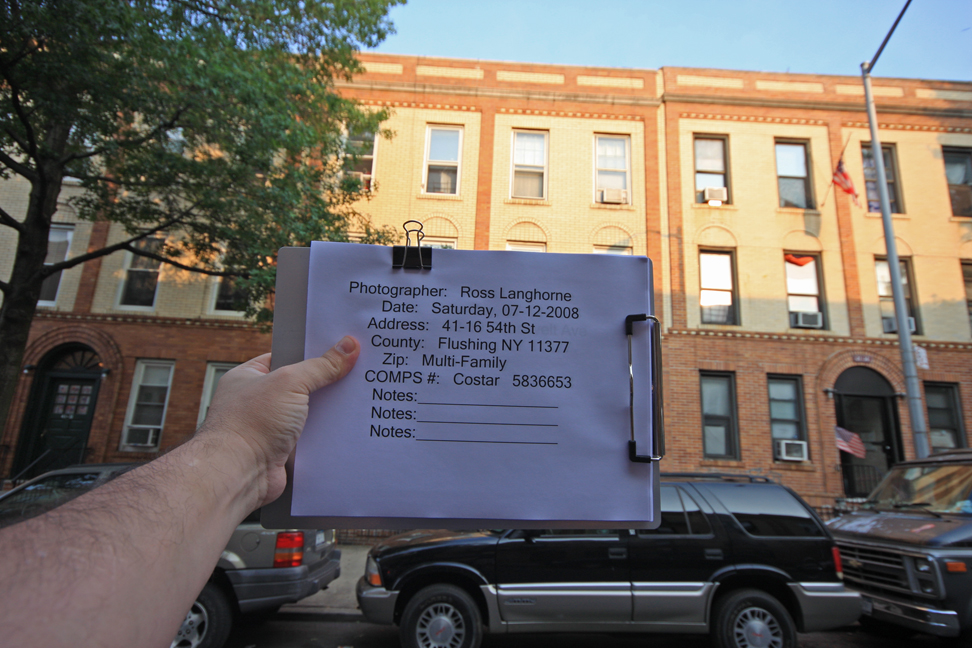 Photographer: Ross Langhorne
Date: Saturday, 07-12-2008
Address: 41-16 54th St
County: Flushing NY 11377
Zip: Multi-Family
COMPS #: Costar 5836653
Notes:
Notes:
Notes: